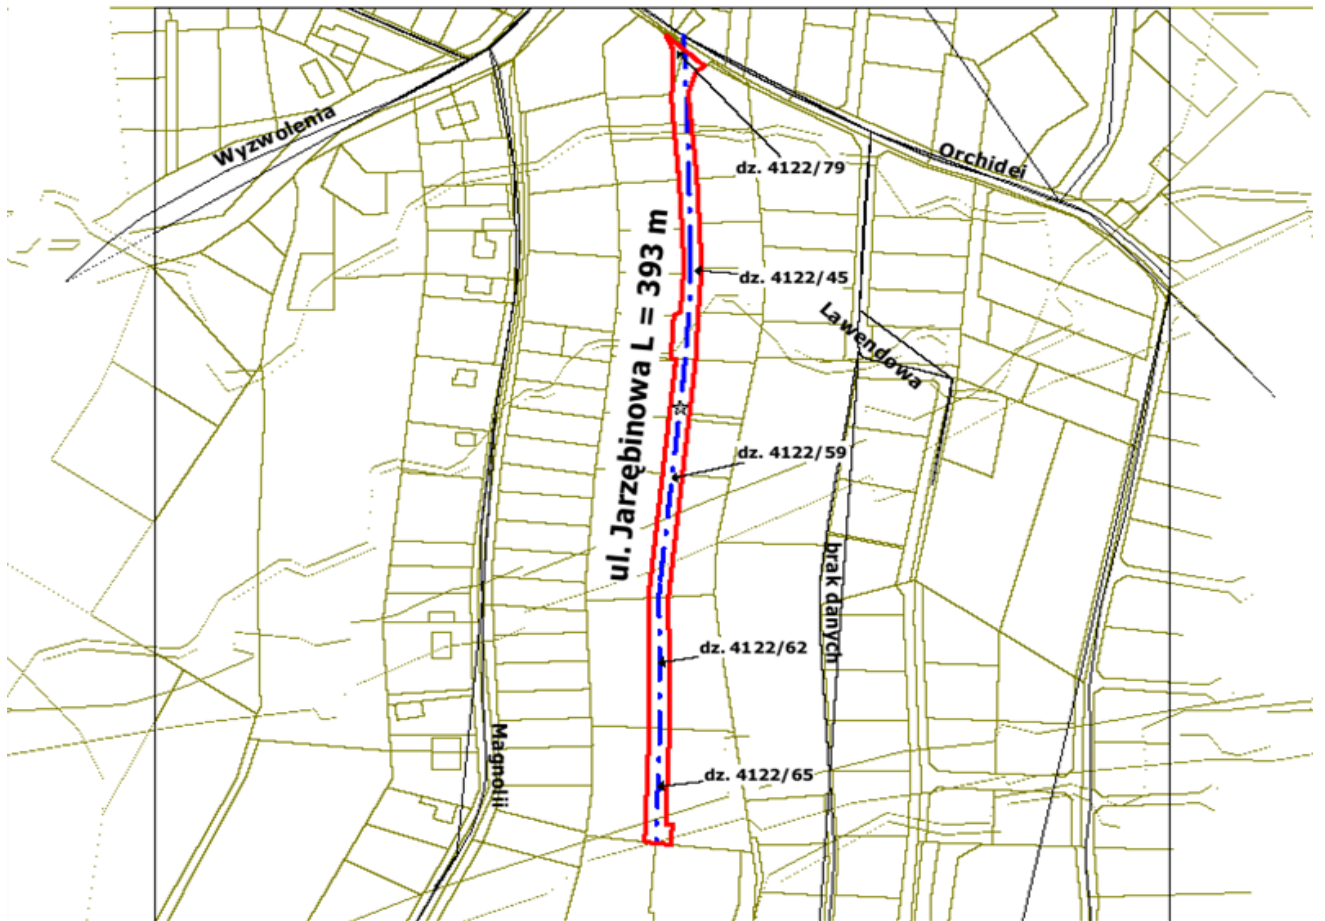 Wyzwolenia
Orchidei
dz. 4122/79
ul. Jarzębinowa L = 393 m
dz. 4122/45
Lawendowa
dz. 4122/59
brak danych
dz. 4122/62
Magnolii
dz. 4122/65